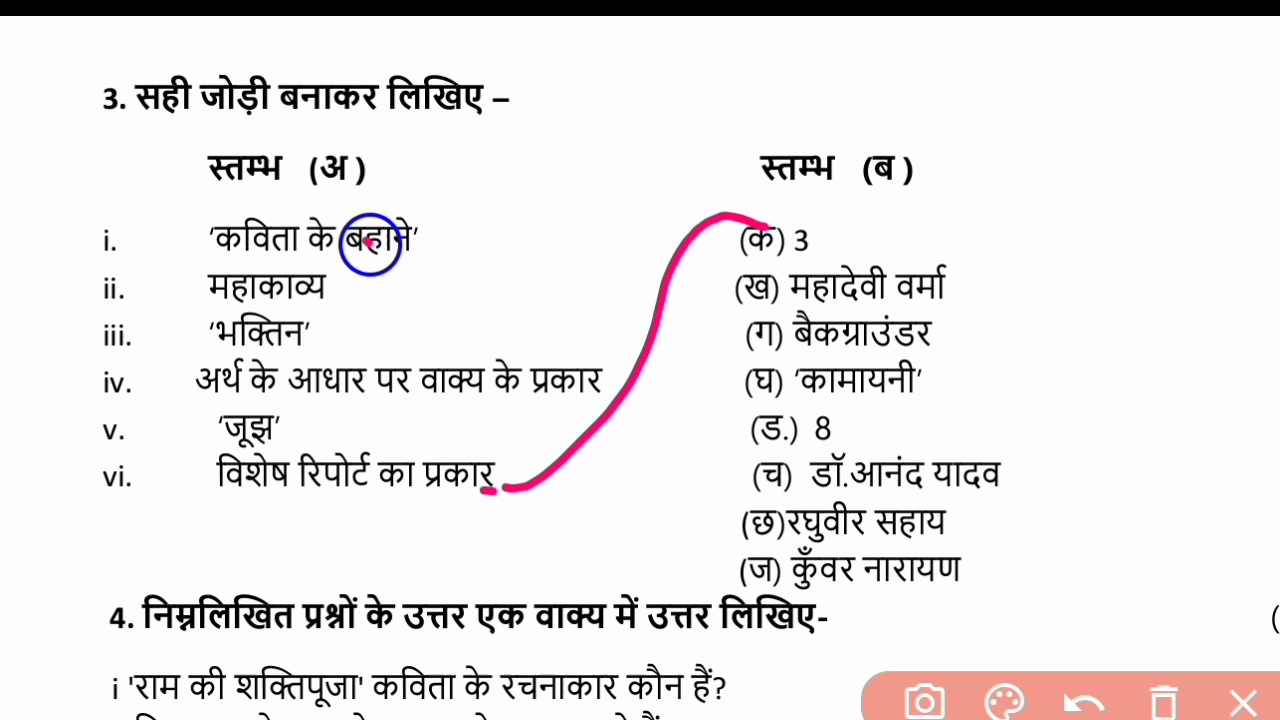 3. सही जोड़ी बनाकर लिखिए –
स्तम्भ (अ ) स्तम्भ (ब )
i. ‘कविता के बहाने’ (क) 3
ii. महाकाव्य (ख) महादेवी वर्मा
iii. ‘भक्तिन’ (ग) बैकग्राउंडर
iv. अर्थ के आधार पर वाक्य के प्रकार (घ) ‘कामायनी’
v. ‘जूझ’ (ड.) 8
vi. विशेष रिपोर्ट का प्रकार (च) डॉ.आनंद यादव
(छ)रघुवीर सहाय
(ज) कुँवर नारायण
4. निम्नलिखित प्रश्नों के उत्तर एक वाक्य में उत्तर लिखिए- (
i 'राम की शक्तिपूजा' कविता के रचनाकार कौन हैं?